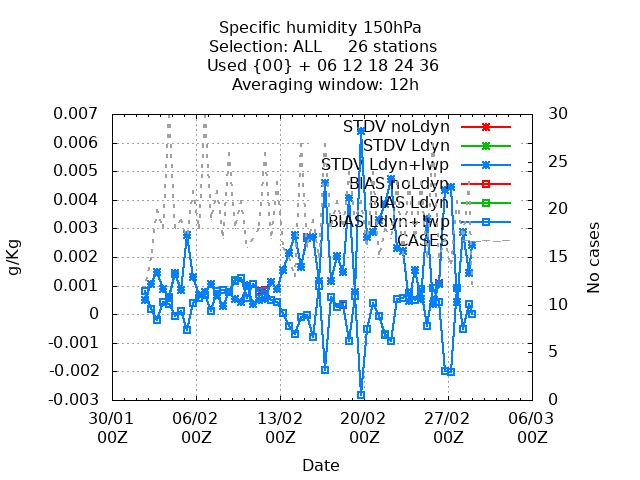 Specific humidity 150hPa
Selection: ALL     26 stations
Used {00} + 06 12 18 24 36
Averaging window: 12h
0.007
0.006
0.005
0.004
0.003
0.002
0.001
0
-0.001
-0.002
-0.003
g/Kg
30
25
20
15
10
5
0
No cases
STDV noLdyn
STDV Ldyn
STDV Ldyn+lwp
BIAS noLdyn
BIAS Ldyn
BIAS Ldyn+lwp
CASES
30/01 06/02 13/02 20/02 27/02 06/03
00Z 00Z 00Z 00Z 00Z 00Z
Date